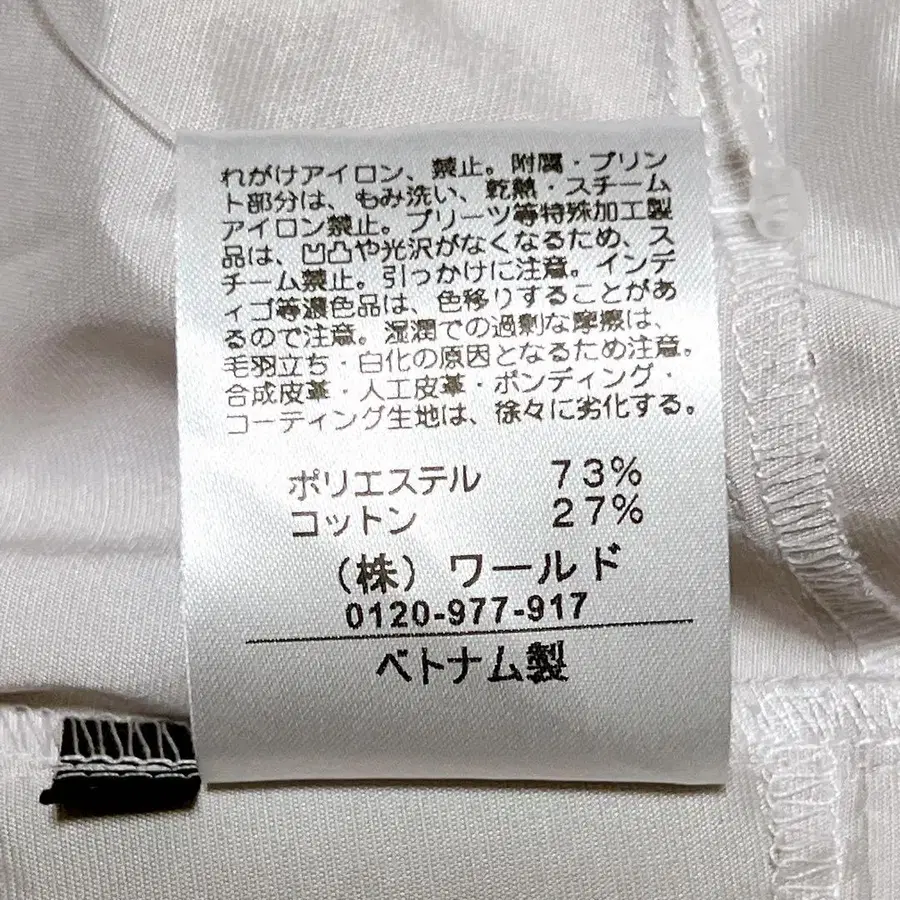 れがけアイロン、禁止。附属・プリン
ト部分は、もみ洗い、乾熱・スチーム
アイロン禁止。プリーツ等特殊加工製
品は、凹凸や光沢がなくなるため、ス
チーム禁止。引っかけに注意。インデ
ィゴ等濃色品は、色移りすることがあ
るので注意。湿潤での過剰な摩擦は、
毛羽立ち・白化の原因となるため注意。
合成皮革・人工皮革・ボンディング・
コーティング生地は、徐々に劣化する。
ポリエステル 73%
コットン 27%
(株) ワールド
0120-977-917
ベトナム製